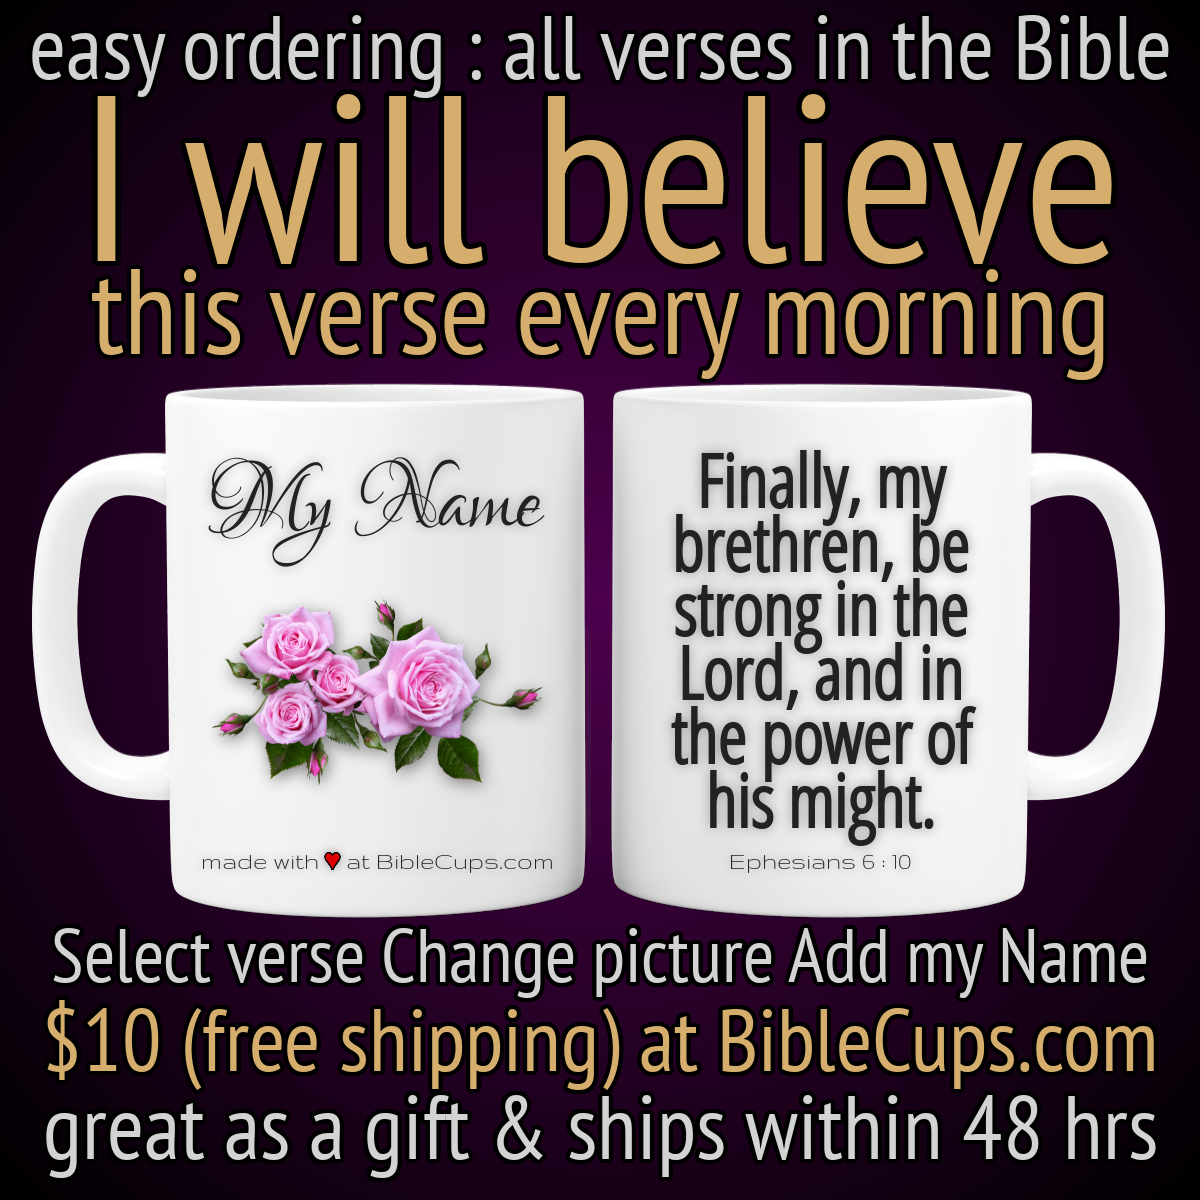 easy ordering : all verses in the Bible
I will believe
this verse every morning
My Name
made with ♥ at BibleCups.com
Finally, my
brethren, be
strong in the
Lord, and in
the power of
his might.
Ephesians 6 : 10
Select verse Change picture Add my Name
$10 (free shipping) at BibleCups.com
great as a gift & ships within 48 hrs